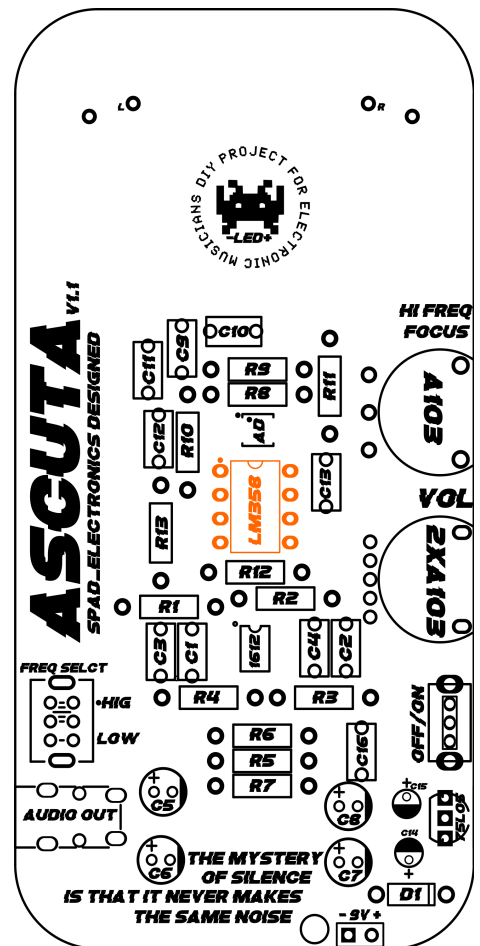 L
R
DIY PROJECT FOR ELECTRONIC MUSICIANS
-LED+
ASCUTA V1.1
SPAD_ELECTRONICS DESIGNED
HI FREQ
FOCUS
C10
C9
C11
R9
R8
R11
A103
C12
R10
AD
C13
LM358
VOL
R13
2XA103
R12
R2
R1
C3
C1
1612
C4
C2
FREQ SELCT
•HIG
LOW
R4
R3
OFF/ON
R6
R5
R7
C16
AUDIO OUT
C5
C8
C15
C14
C6
C7
THE MYSTERY
OF SILENCE
IS THAT IT NEVER MAKES
THE SAME NOISE
D1
- 9V +